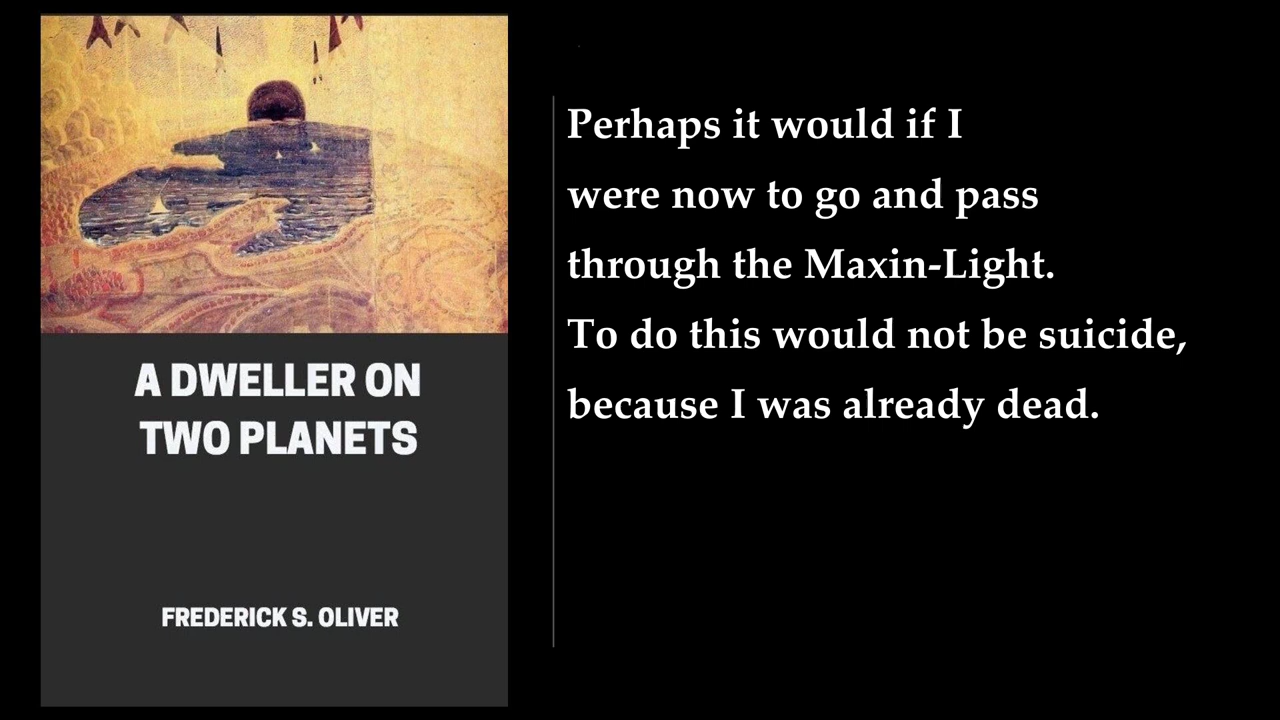 A DWELLER ON
TWO PLANETS
FREDERICK S. OLIVER
Perhaps it would if I
were now to go and pass
through the Maxin-Light.
To do this would not be suicide,
because I was already dead.